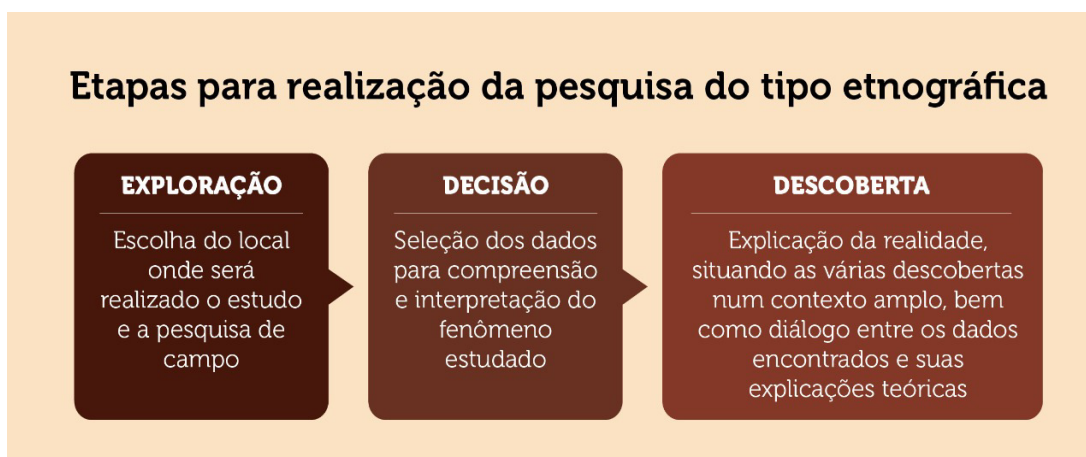 Etapas para realização da pesquisa do tipo etnográfica
EXPLORAÇÃO
Escolha do local
onde será
realizado o estudo
e a pesquisa de
campo
DECISÃO
Seleção dos dados
para compreensão
e interpretação do
fenômeno
estudado
DESCOBERTA
Explicação da realidade,
situando as várias descobertas
num contexto amplo, bem
como diálogo entre os dados
encontrados e suas
explicações teóricas